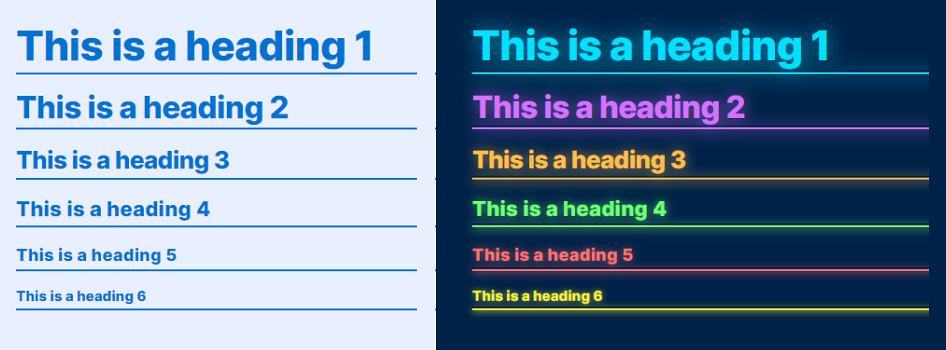 This is a heading 1
This is a heading 2
This is a heading 3
This is a heading 4
This is a heading 5
This is a heading 6
This is a heading 1
This is a heading 2
This is a heading 3
This is a heading 4
This is a heading 5
This is a heading 6